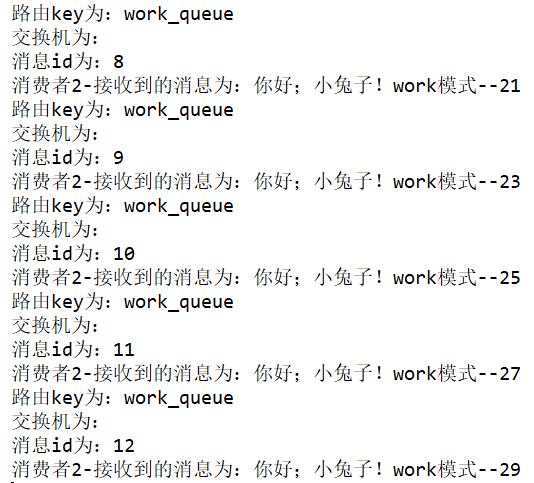 路由key为：work_queue
交换机为：
消息id为：8
消费者2-接收到的消息为：你好；小兔子！work模式--21
路由key为：work_queue
交换机为：
消息id为：9
消费者2-接收到的消息为：你好；小兔子！work模式--23
路由key为：work_queue
交换机为：
消息id为：10
消费者2-接收到的消息为：你好；小兔子！work模式--25
路由key为：work_queue
交换机为：
消息id为：11
消费者2-接收到的消息为：你好；小兔子！work模式--27
路由key为：work_queue
交换机为：
消息id为：12
消费者2-接收到的消息为：你好；小兔子！work模式--29